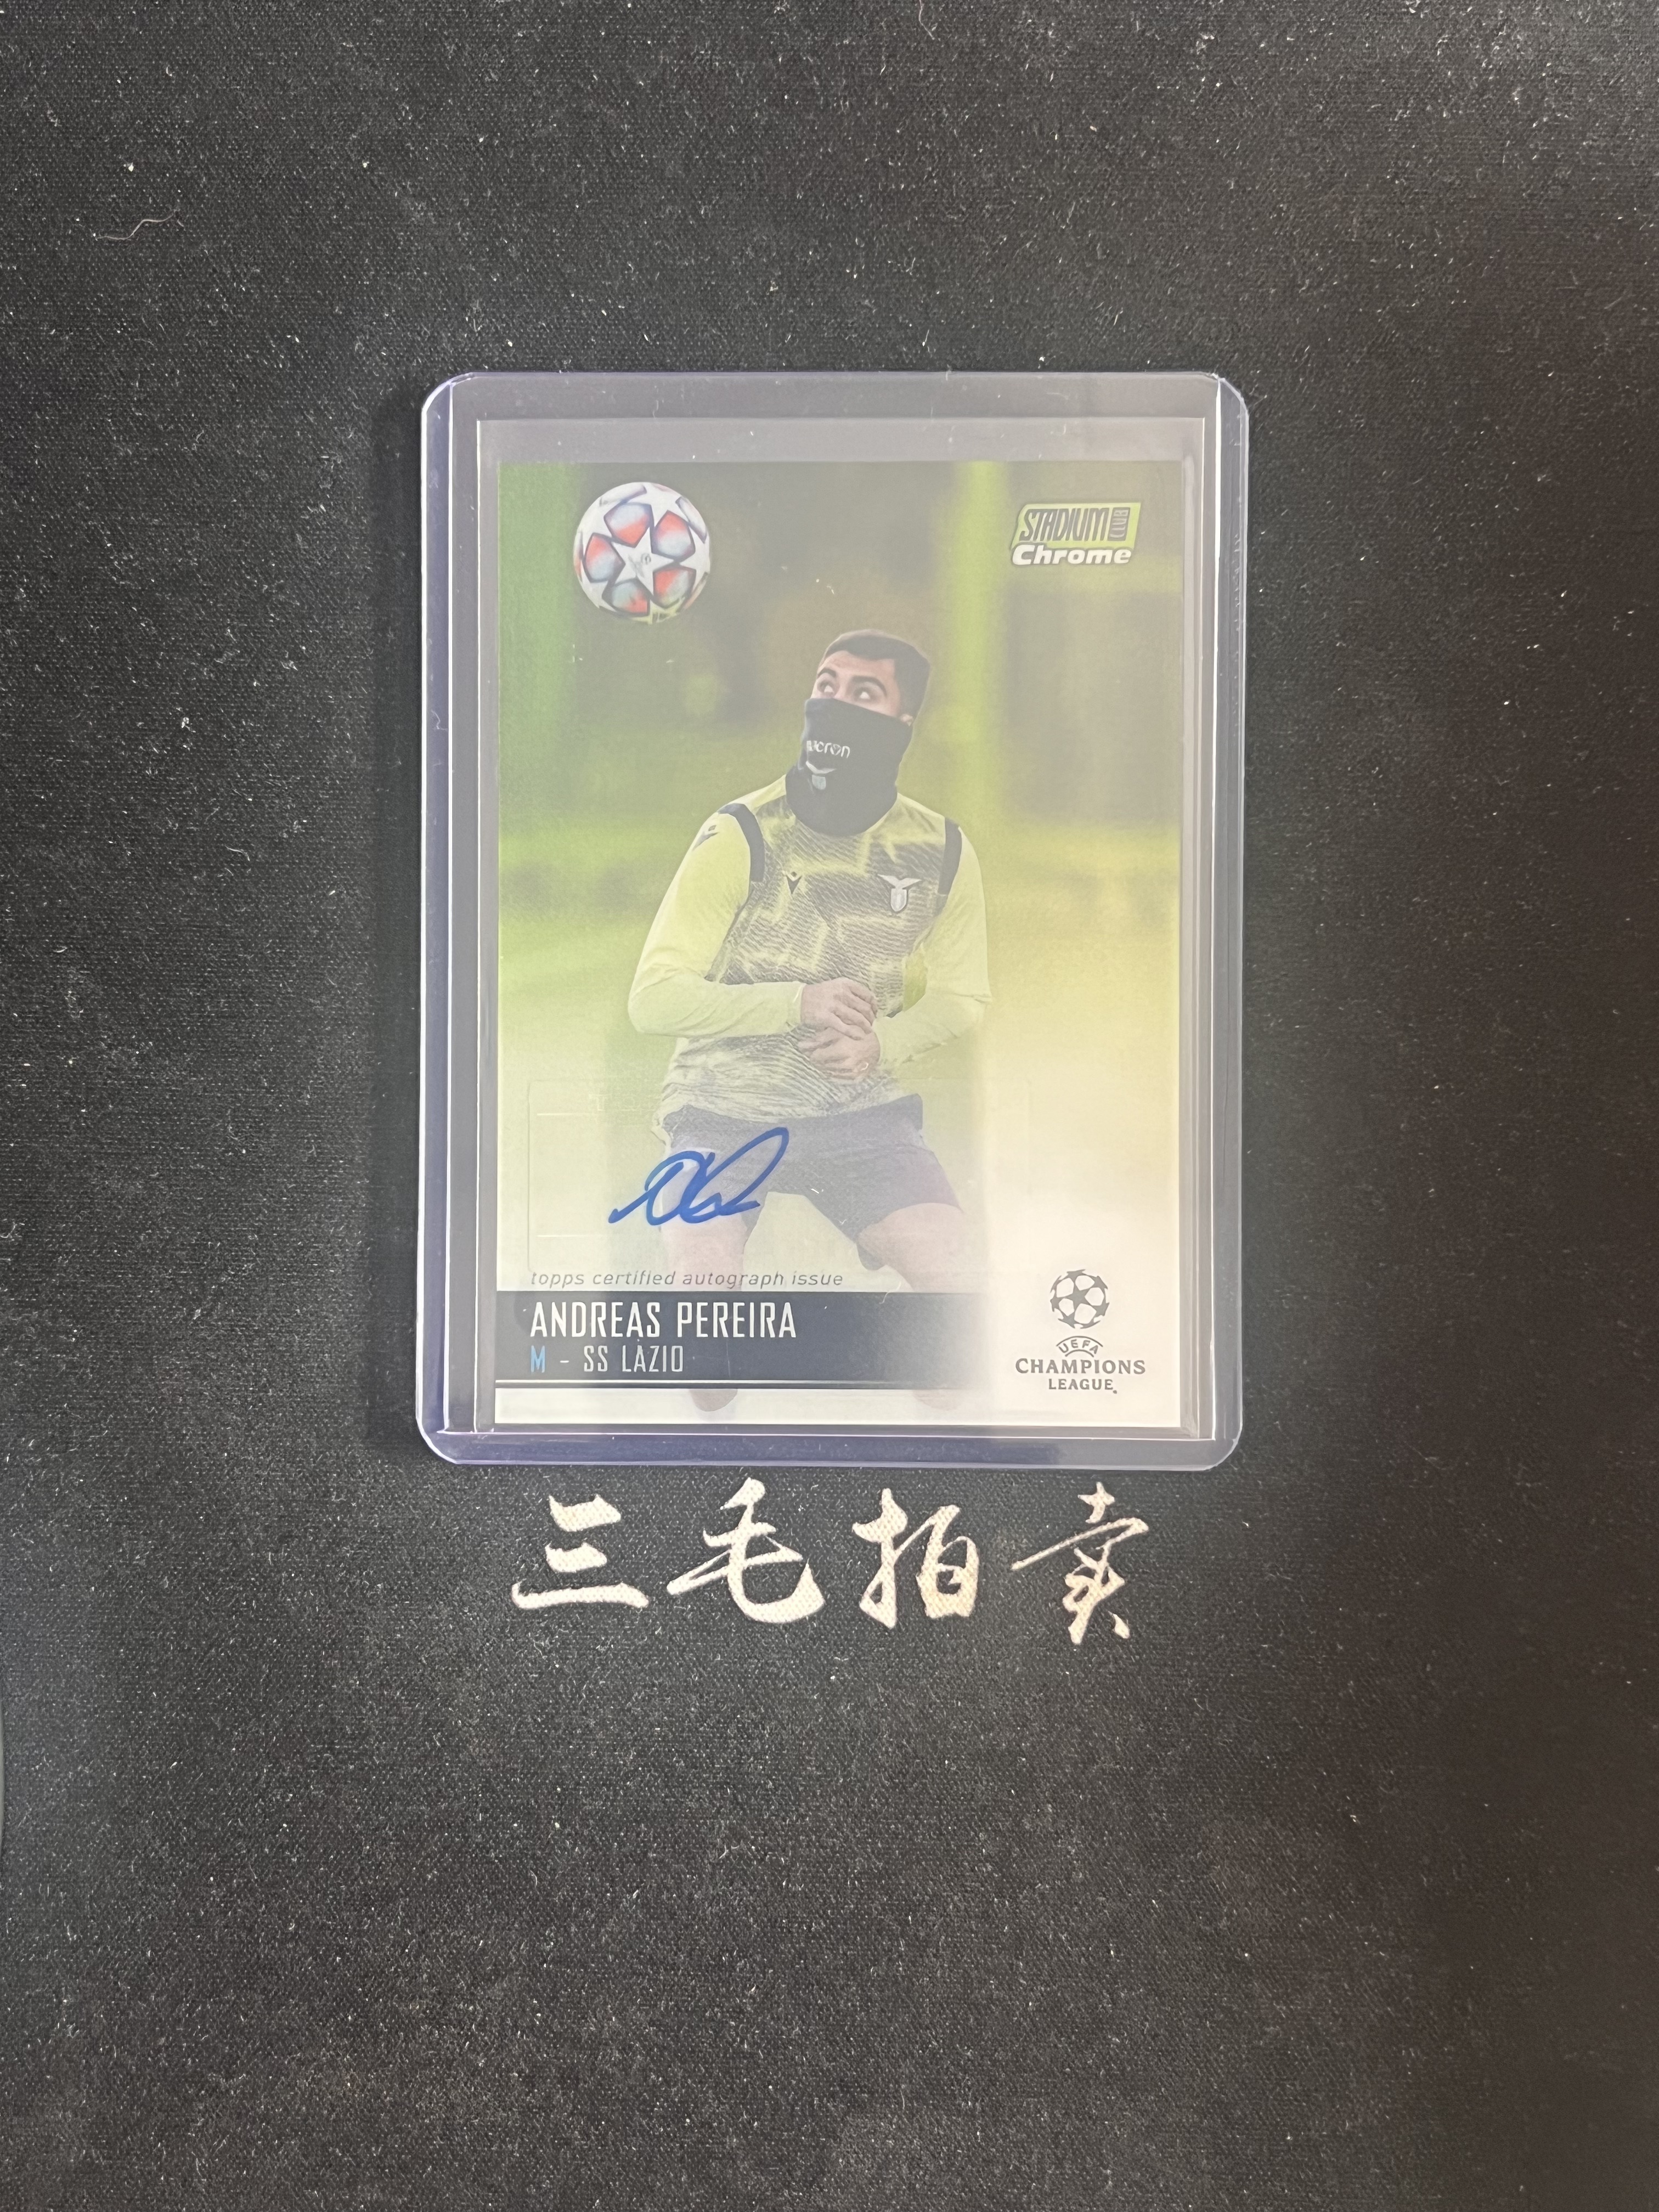 STADIUM CLUB
Chrome
topps certified autograph issue
ANDREAS PEREIRA
M - SS LAZIO
UEFA
CHAMPIONS
LEAGUE
三毛拍卖